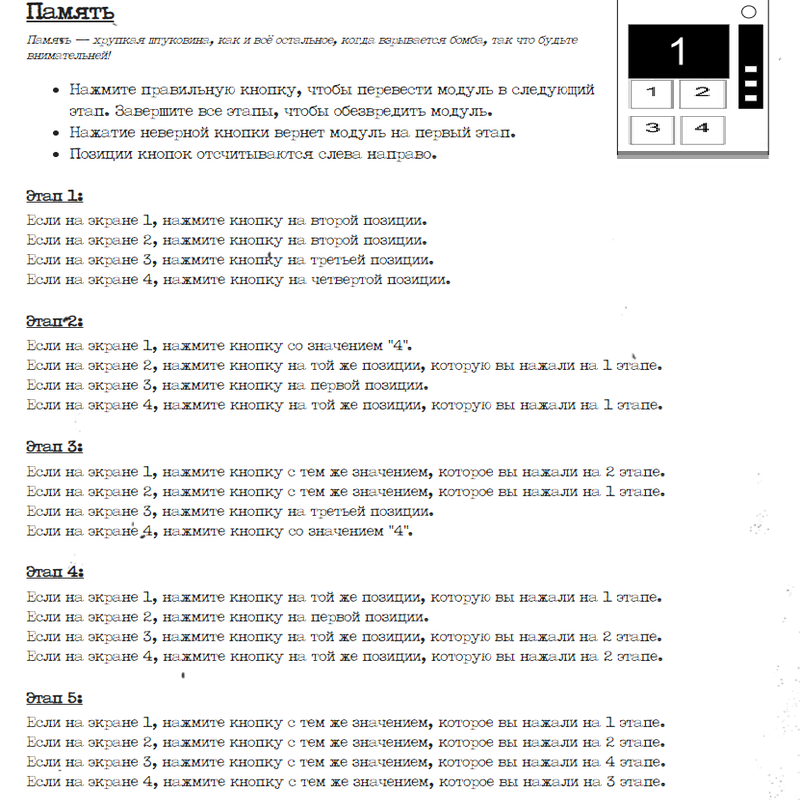 Память
Память — хрупкая штуковина, как и всё остальное, когда взрывается бомба, так что будьте
внимательней!
• Нажмите правильную кнопку, чтобы перевести модуль в следующий
этап. Завершите все этапы, чтобы обезвредить модуль.
• Нажатие неверной кнопки вернет модуль на первый этап.
• Позиции кнопок отсчитываются слева направо.
1
1 2
3 4
Этап 1:
Если на экране 1, нажмите кнопку на второй позиции.
Если на экране 2, нажмите кнопку на второй позиции.
Если на экране 3, нажмите кнопку на третьей позиции.
Если на экране 4, нажмите кнопку на четвертой позиции.
Этап 2:
Если на экране 1, нажмите кнопку со значением "4".
Если на экране 2, нажмите кнопку на той же позиции, которую вы нажали на 1 этапе.
Если на экране 3, нажмите кнопку на первой позиции.
Если на экране 4, нажмите кнопку на той же позиции, которую вы нажали на 1 этапе.
Этап 3:
Если на экране 1, нажмите кнопку с тем же значением, которое вы нажали на 2 этапе.
Если на экране 2, нажмите кнопку с тем же значением, которое вы нажали на 1 этапе.
Если на экране 3, нажмите кнопку на третьей позиции.
Если на экране 4, нажмите кнопку со значением "4".
Этап 4:
Если на экране 1, нажмите кнопку на той же позиции, которую вы нажали на 1 этапе.
Если на экране 2, нажмите кнопку на первой позиции.
Если на экране 3, нажмите кнопку на той же позиции, которую вы нажали на 2 этапе.
Если на экране 4, нажмите кнопку на той же позиции, которую вы нажали на 2 этапе.
Этап 5:
Если на экране 1, нажмите кнопку с тем же значением, которое вы нажали на 1 этапе.
Если на экране 2, нажмите кнопку с тем же значением, которое вы нажали на 2 этапе.
Если на экране 3, нажмите кнопку с тем же значением, которое вы нажали на 4 этапе.
Если на экране 4, нажмите кнопку с тем же значением, которое вы нажали на 3 этапе.